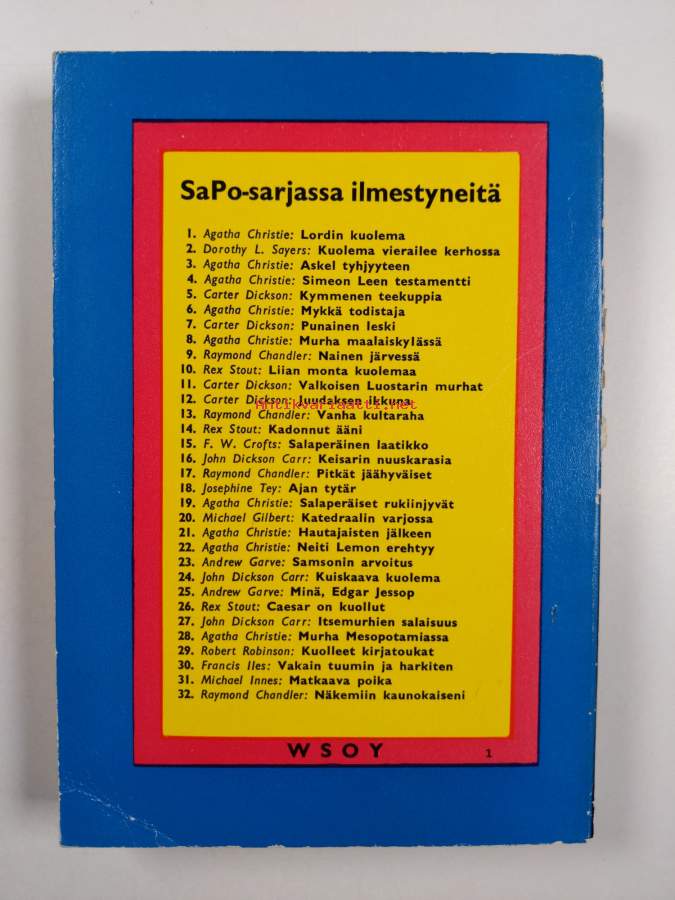 SaPo-sarjassa ilmestyneitä
1. Agatha Christie: Lordin kuolema
2. Dorothy L. Sayers: Kuolema vierailee kerhossa
3. Agatha Christie: Askel tyhjyyteen
4. Agatha Christie: Simeon Leen testamentti
5. Carter Dickson: Kymmenen teekuppia
6. Agatha Christie: Mykkä todistaja
7. Carter Dickson: Punainen leski
8. Agatha Christie: Murha maalaiskylässä
9. Raymond Chandler: Nainen järvessä
10. Rex Stout: Liian monta kuolemaa
11. Carter Dickson: Valkoisen Luostarin murhat
12. Carter Dickson: Juudaksen ikkuna
Antikvariaatti.net
13. Raymond Chandler: Vanha kultaraha
14. Rex Stout: Kadonnut ääni
15. F. W. Crofts: Salaperäinen laatikko
16. John Dickson Carr: Keisarin nuuskarasia
17. Raymond Chandler: Pitkät jäähyväiset
18. Josephine Tey: Ajan tytär
19. Agatha Christie: Salaperäiset rukiinjyvät
20. Michael Gilbert: Katedraalin varjossa
21. Agatha Christie: Hautajaisten jälkeen
22. Agatha Christie: Neiti Lemon erehtyy
23. Andrew Garve: Samsonin arvoitus
24. John Dickson Carr: Kuiskaava kuolema
25. Andrew Garve: Minä, Edgar Jessop
26. Rex Stout: Caesar on kuollut
27. John Dickson Carr: Itsemurhien salaisuus
28. Agatha Christie: Murha Mesopotamiassa
29. Robert Robinson: Kuolleet kirjatoukat
30. Francis Iles: Vakain tuumin ja harkiten
31. Michael Innes: Matkaava poika
32. Raymond Chandler: Näkemiin kaunokaiseni
WSOY 1